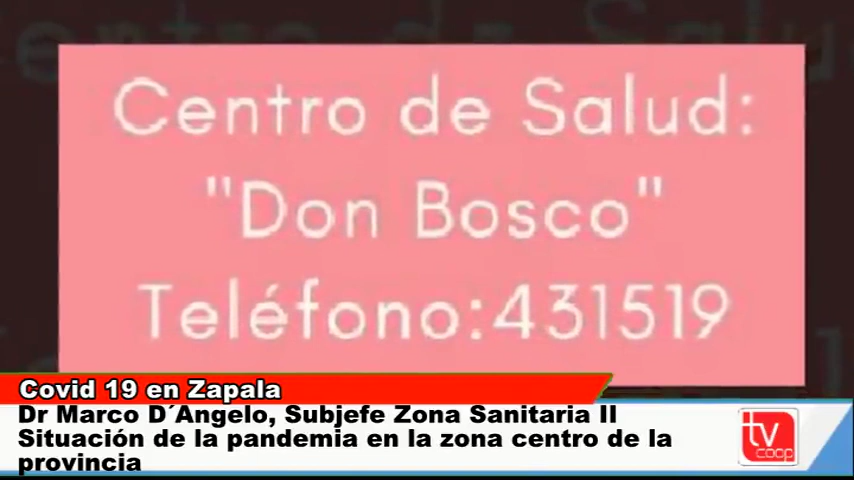 Centro de Salud:
"Don Bosco"
Teléfono:431519
Covid 19 en Zapala
Dr Marco D´Angelo, Subjefe Zona Sanitaria II
Situación de la pandemia en la zona centro de la
provincia
tv
coop